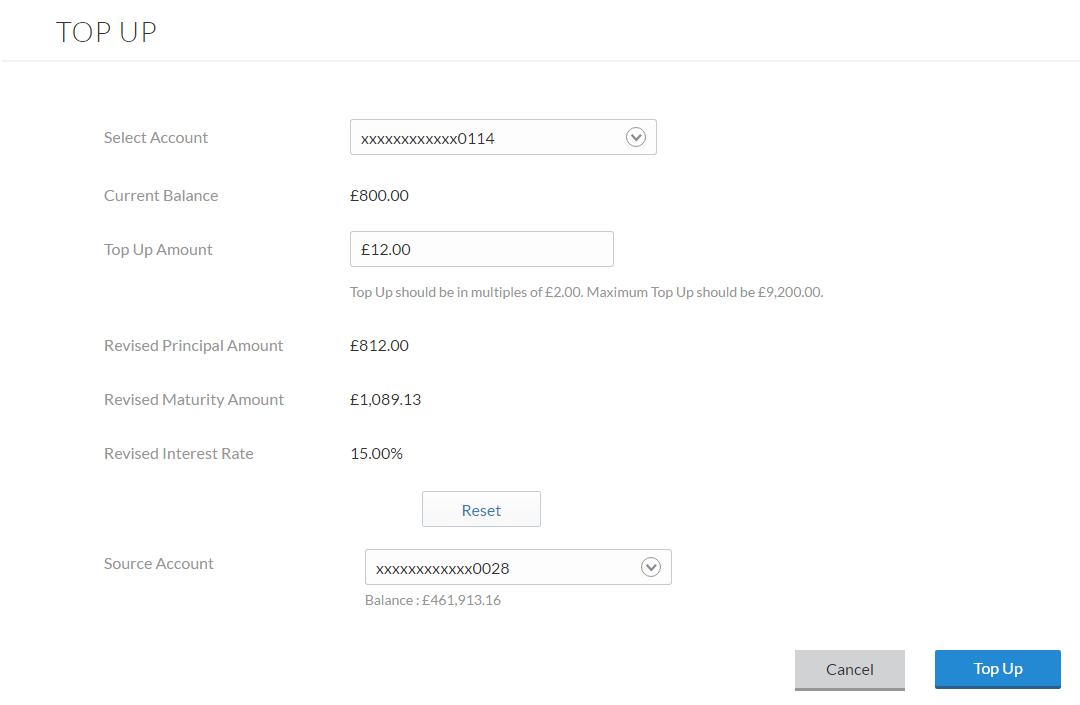 TOP UP
Select Account
xxxxxxxxxxxx0114
Current Balance
£800.00
Top Up Amount
£12.00
Top Up should be in multiples of £2.00. Maximum Top Up should be £9,200.00.
Revised Principal Amount
£812.00
Revised Maturity Amount
£1,089.13
Revised Interest Rate
15.00%
Reset
Source Account
xxxxxxxxxxxx0028
Balance : £461,913.16
Cancel
Top Up